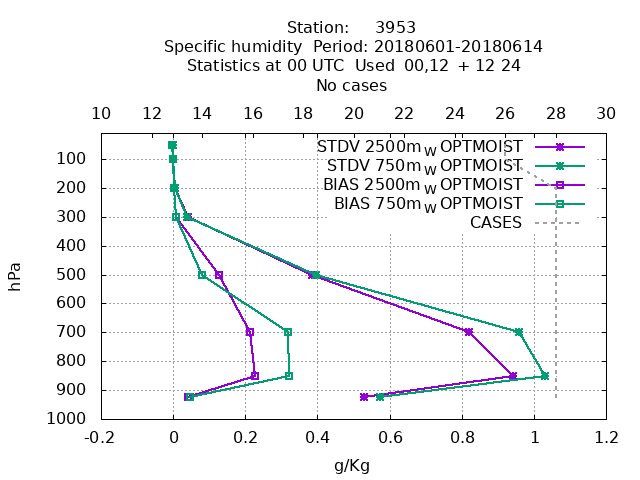 Station: 3953
Specific humidity Period: 20180601-20180614
Statistics at 00 UTC Used 00,12 + 12 24
No cases
10 12 14 16 18 20 22 24 26 28 30
STDV 2500m W OPTMOIST
STDV 750m W OPTMOIST
BIAS 2500m W OPTMOIST
BIAS 750m W OPTMOIST
CASES
hPa
100
200
300
400
500
600
700
800
900
1000
-0.2 0 0.2 0.4 0.6 0.8 1 1.2
g/Kg